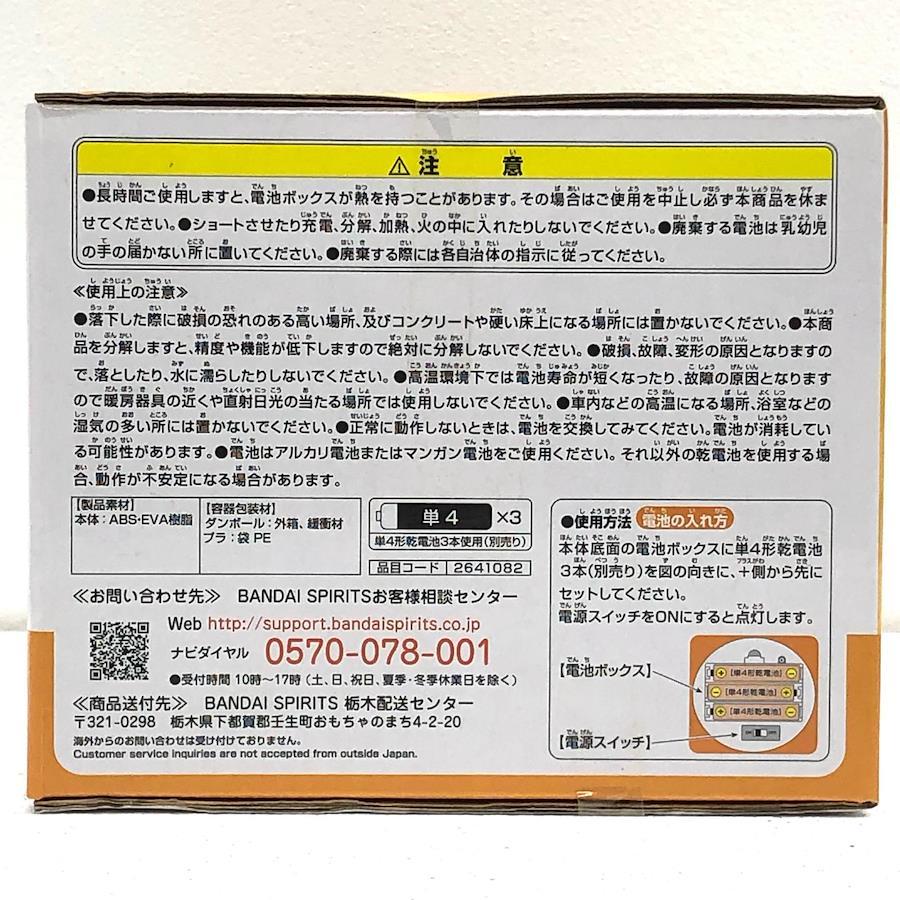 ⚠注 意
●長時間ご使用しますと、電池ボックスが熱を持つことがあります。その場合はご使用を中止し必ず本商品を休ま
せてください。●ショートさせたり充電、分解、加熱、火の中に入れたりしないでください。●廃棄する電池は乳幼児
の手の届かない所に置いてください。●廃棄する際には各自治体の指示に従ってください。
≪使用上の注意≫
●落下した際に破損の恐れのある高い場所、及びコンクリートや硬い床上になる場所には置かないでください。●本商
品を分解しますと、精度や機能が低下しますので絶対に分解しないでください。●破損、故障、変形の原因となりますの
で、落としたり、水に濡らしたりしないでください。●高温環境下では電池寿命が短くなったり、故障の原因となります
ので暖房器具の近くや直射日光の当たる場所では使用しないでください。●車内などの高温になる場所、浴室などの
湿気の多い所には置かないでください。●正常に動作しないときは、電池を交換してみてください。電池が消耗してい
る可能性があります。●電池はアルカリ電池またはマンガン電池をご使用ください。それ以外の乾電池を使用する場
合、動作が不安定になる場合があります。
【製品素材】
本体：ABS・EVA樹脂
【容器包装材】
ダンボール：外箱、緩衝材
プラ：袋 PE
単4 ×3
単4形乾電池3本使用(別売り)
品目コード 2641082
≪お問い合わせ先≫ BANDAI SPIRITSお客様相談センター
Web http://support.bandaispirits.co.jp
ナビダイヤル 0570-078-001
●受付時間 10時～17時 (土、日、祝日、夏季・冬季休業日を除く)
≪商品送付先≫ BANDAI SPIRITS 栃木配送センター
〒321-0298 栃木県下都賀郡壬生町おもちゃのまち4-2-20
海外からのお問い合わせは受け付けておりません。
Customer service inquiries are not accepted from outside Japan.
●使用方法 電池の入れ方
本体底面の電池ボックスに単4形乾電池
3本(別売り)を図の向きに、＋側から先に
セットしてください。
電源スイッチをONにすると点灯します。
【電池ボックス】
⊕【単4形乾電池】⊖
⊖【単4形乾電池】⊕
⊕【単4形乾電池】⊖
【電源スイッチ】